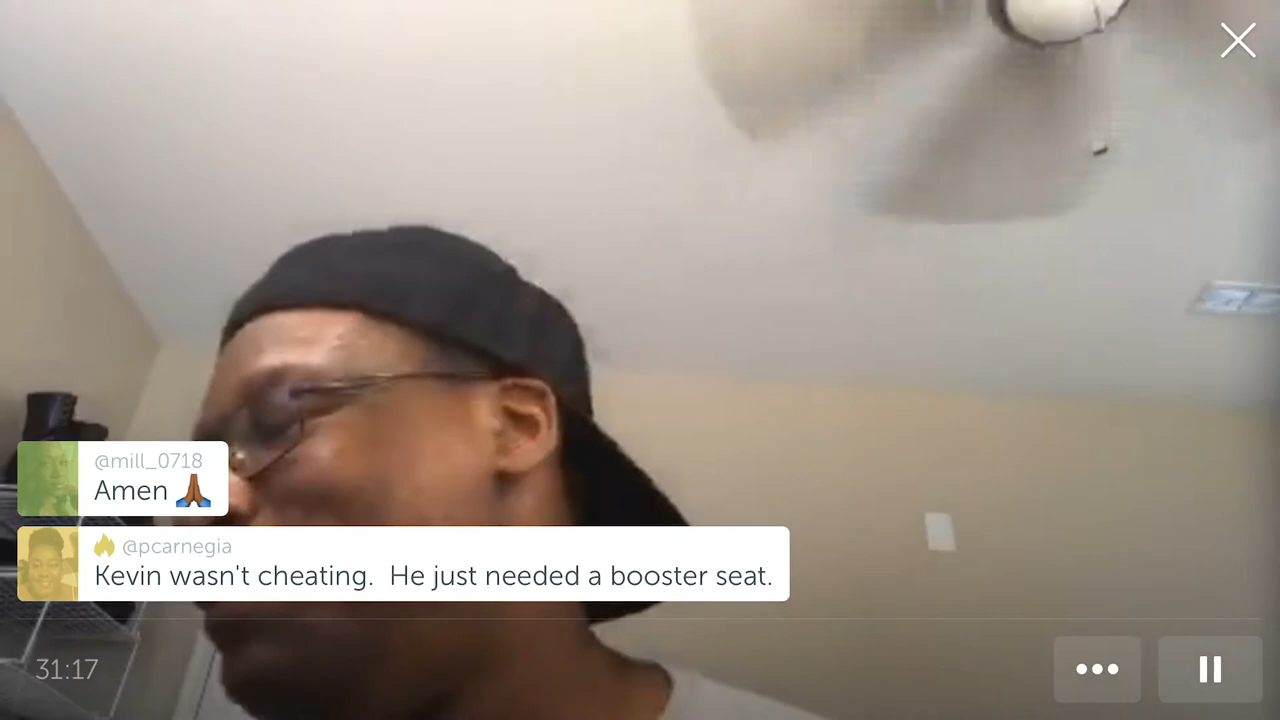 @mill_0718
Amen 🙏🏾
@pcarnegia
Kevin wasn't cheating.  He just needed a booster seat.
31:17